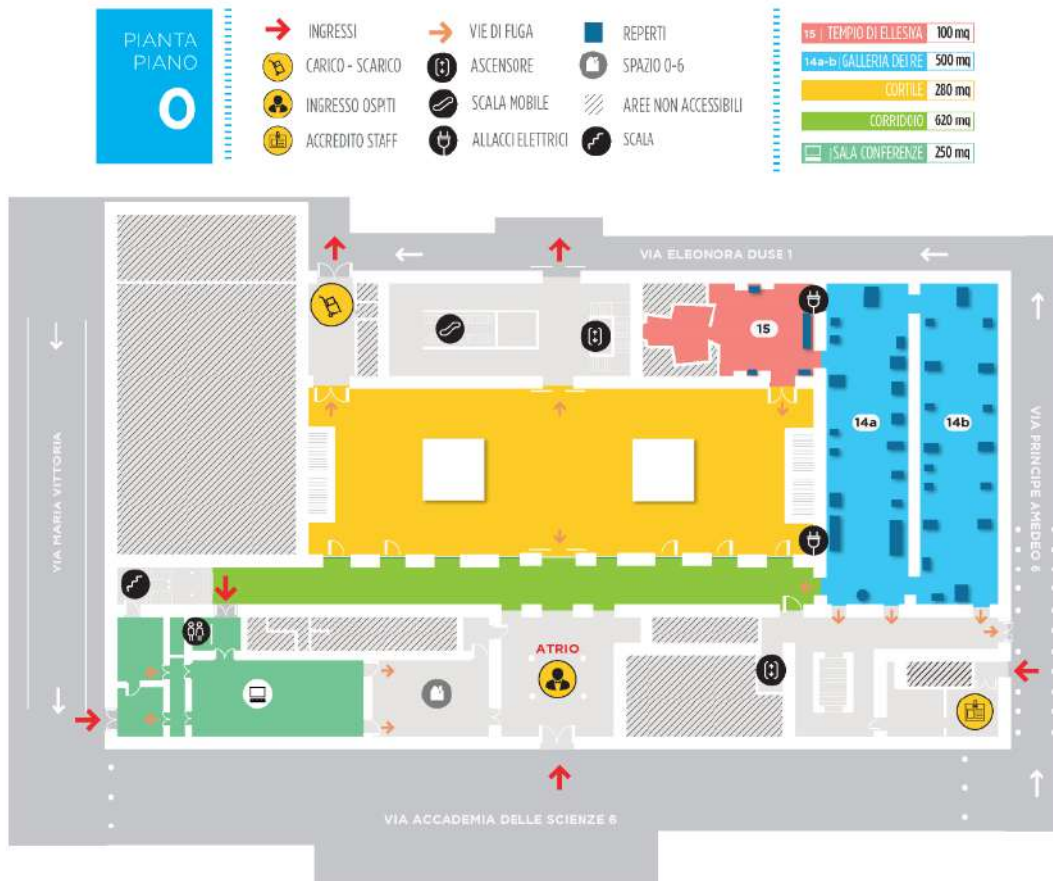 PIANTA
PIANO
0
INGRESSI
CARICO - SCARICO
INGRESSO OSPITI
ACCREDITO STAFF
VIE DI FUGA
ASCENSORE
SCALA MOBILE
ALLACCI ELETTRICI
REPERTI
SPAZIO 0-6
AREE NON ACCESSIBILI
SCALA
15 | TEMPIO DI ELLESIYA 100 mq
14a-b | GALLERIA DEI RE 500 mq
CORTILE 280 mq
CORRIDOIO 620 mq
SALA CONFERENZE 250 mq
VIA ELEONORA DUSE 1
VIA MARIA VITTORIA
15
14a
14b
VIA PRINCIPE AMEDEO 6
ATRIO
VIA ACCADEMIA DELLE SCIENZE 6